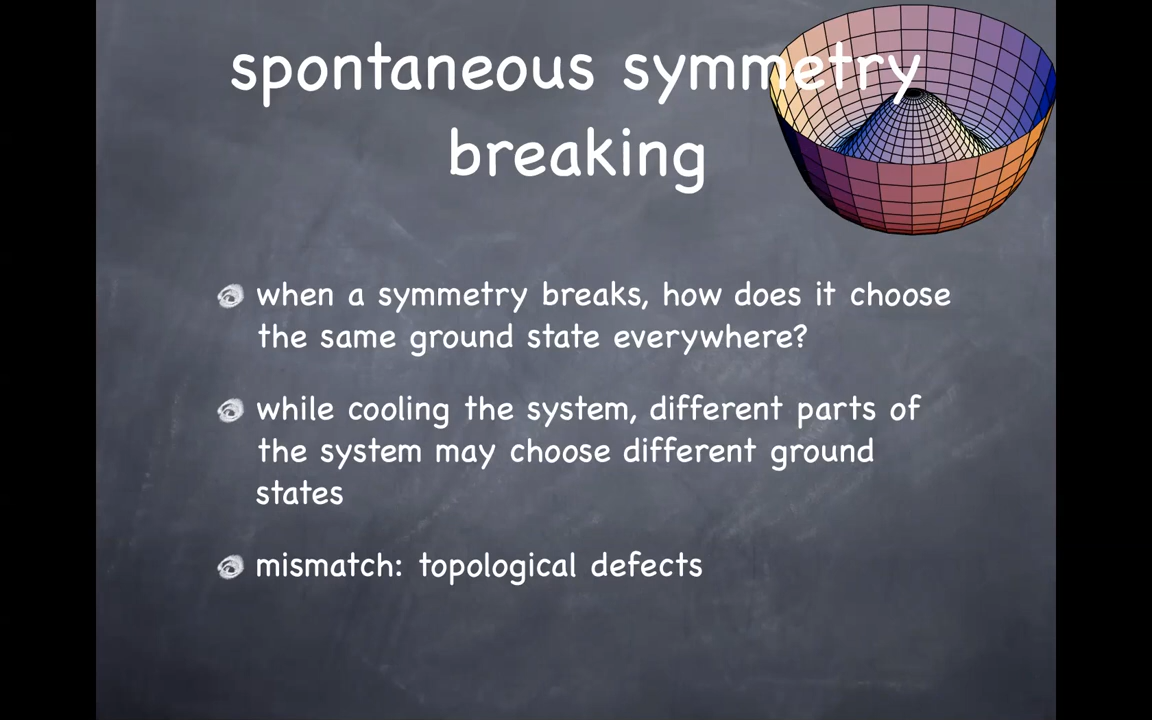 spontaneous symmetry
breaking
when a symmetry breaks, how does it choose
the same ground state everywhere?
while cooling the system, different parts of
the system may choose different ground
states
mismatch: topological defects